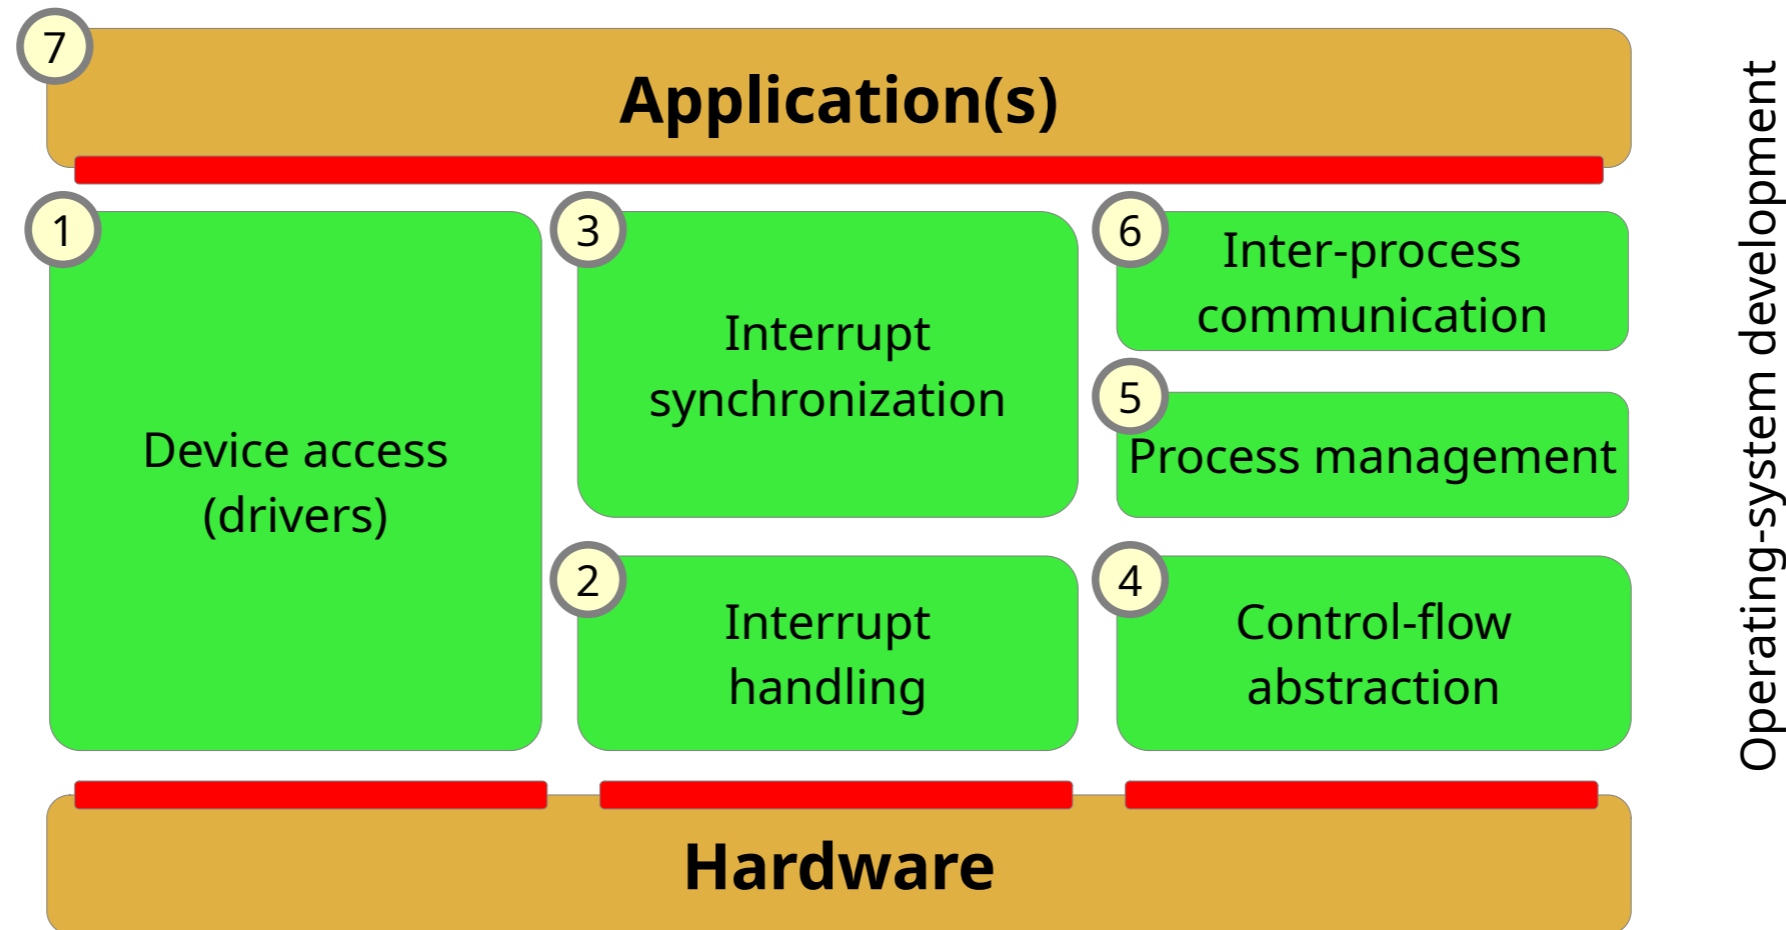 7
Application(s)
1
Device access
(drivers)
3
Interrupt
synchronization
2
Interrupt
handling
6
Inter-process
communication
5
Process management
4
Control-flow
abstraction
Hardware
Operating-system development